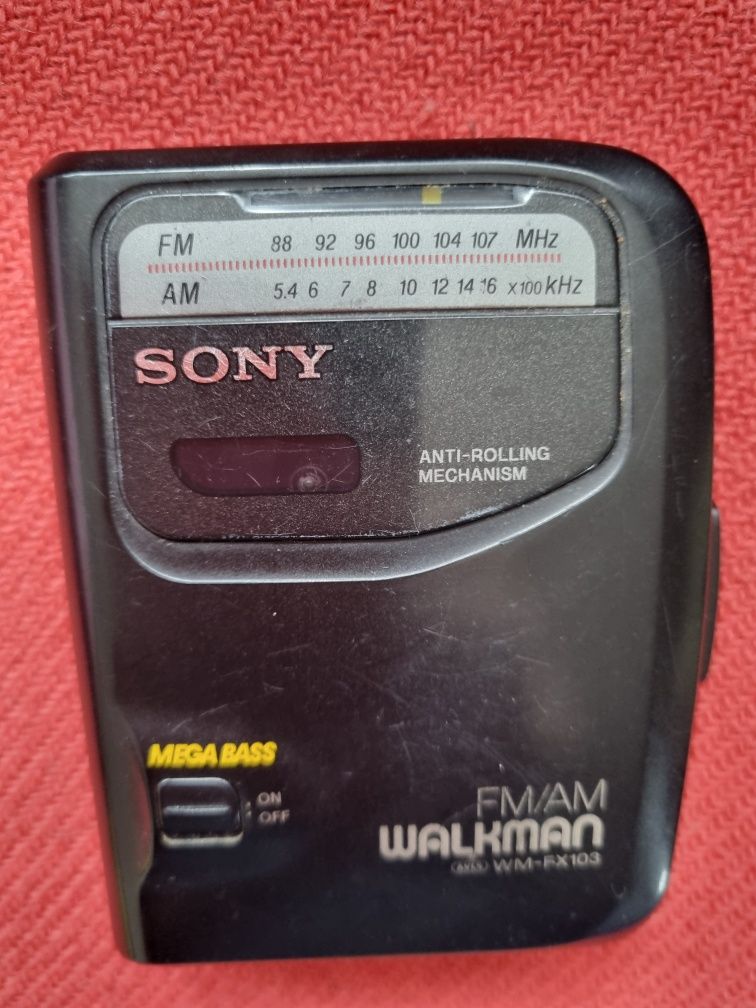 FM 88 92 96 100 104 107 MHz
AM 5.4 6 7 8 10 12 14 16 x100 kHz
SONY
ANTI-ROLLING
MECHANISM
MEGA BASS
ON
OFF
FM/AM
WALKMAN
AVLS WM-FX103